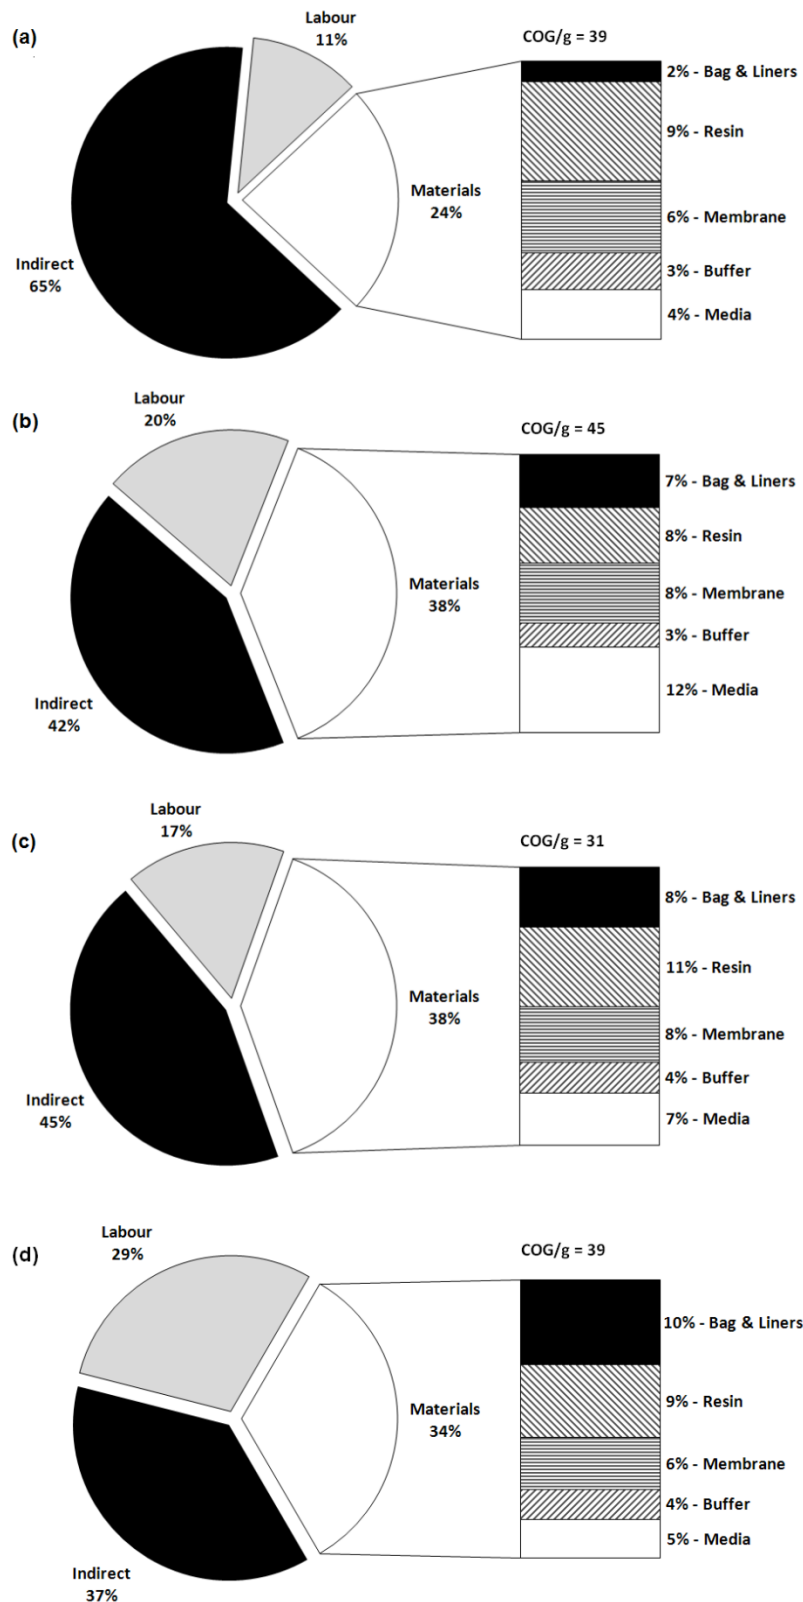 (a)
Labour
11%
COG/g = 39
2% - Bag & Liners
9% - Resin
Materials
24%
6% - Membrane
Indirect
65%
3% - Buffer
4% - Media
(b)
Labour
20%
COG/g = 45
7% - Bag & Liners
8% - Resin
Materials
38%
8% - Membrane
3% - Buffer
Indirect
42%
12% - Media
(c)
Labour
17%
COG/g = 31
8% - Bag & Liners
11% - Resin
Materials
38%
8% - Membrane
Indirect
45%
4% - Buffer
7% - Media
(d)
Labour
29%
COG/g = 39
10% - Bag & Liners
9% - Resin
Materials
34%
6% - Membrane
4% - Buffer
5% - Media
Indirect
37%